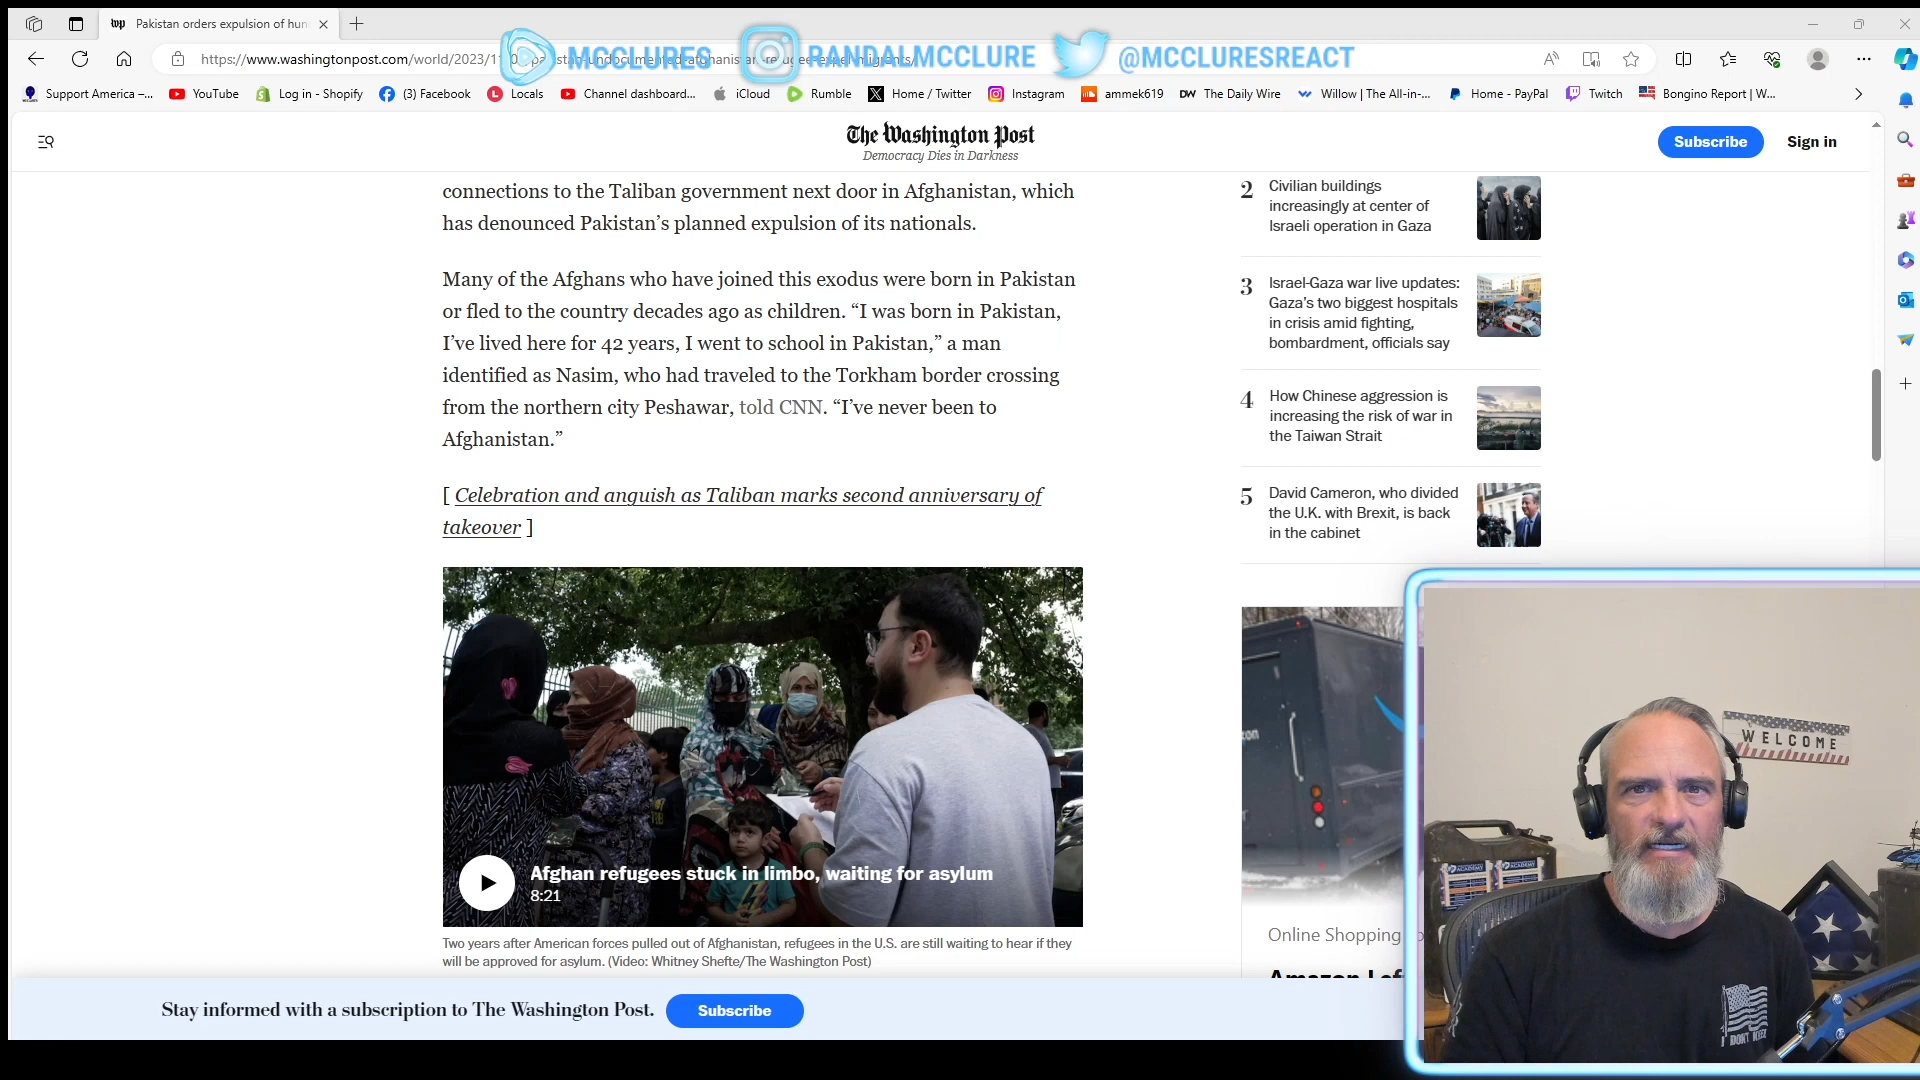 Pakistan orders expulsion of hun
https://www.washingtonpost.com/world/2023/11
MCCLURES
RANDALMCCLURE
@MCCLURESREACT
Support America –...
YouTube
Log in - Shopify
(3) Facebook
Locals
Channel dashboard...
iCloud
Rumble
Home / Twitter
Instagram
ammek619
DW The Daily Wire
Willow | The All-in-...
Home - PayPal
Twitch
Bongino Report | W...
The Washington Post
Democracy Dies in Darkness
Subscribe
Sign in
connections to the Taliban government next door in Afghanistan, which
has denounced Pakistan’s planned expulsion of its nationals.
Many of the Afghans who have joined this exodus were born in Pakistan
or fled to the country decades ago as children. “I was born in Pakistan,
I’ve lived here for 42 years, I went to school in Pakistan,” a man
identified as Nasim, who had traveled to the Torkham border crossing
from the northern city Peshawar, told CNN. “I’ve never been to
Afghanistan.”
[ Celebration and anguish as Taliban marks second anniversary of
takeover ]
Afghan refugees stuck in limbo, waiting for asylum
8:21
Two years after American forces pulled out of Afghanistan, refugees in the U.S. are still waiting to hear if they
will be approved for asylum. (Video: Whitney Shefte/The Washington Post)
2
Civilian buildings
increasingly at center of
Israeli operation in Gaza
3
Israel-Gaza war live updates:
Gaza’s two biggest hospitals
in crisis amid fighting,
bombardment, officials say
4
How Chinese aggression is
increasing the risk of war in
the Taiwan Strait
5
David Cameron, who divided
the U.K. with Brexit, is back
in the cabinet
Online Shopping
Stay informed with a subscription to The Washington Post.
Subscribe
WELCOME